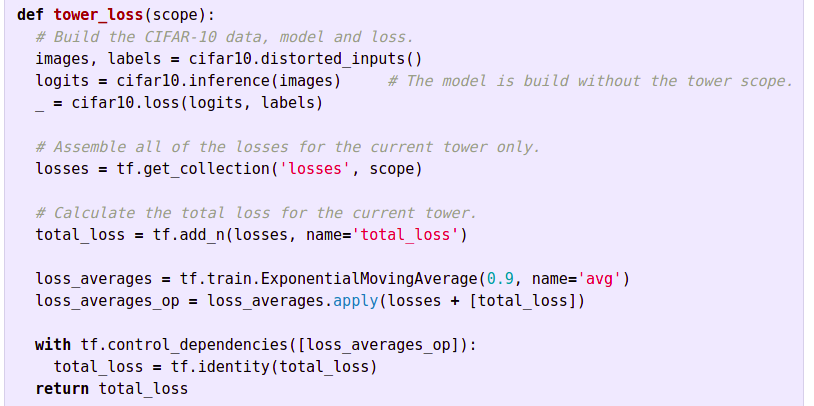 def tower_loss(scope):
  # Build the CIFAR-10 data, model and loss.
  images, labels = cifar10.distorted_inputs()
  logits = cifar10.inference(images)     # The model is build without the tower scope.
  _ = cifar10.loss(logits, labels)

  # Assemble all of the losses for the current tower only.
  losses = tf.get_collection('losses', scope)

  # Calculate the total loss for the current tower.
  total_loss = tf.add_n(losses, name='total_loss')

  loss_averages = tf.train.ExponentialMovingAverage(0.9, name='avg')
  loss_averages_op = loss_averages.apply(losses + [total_loss])

  with tf.control_dependencies([loss_averages_op]):
    total_loss = tf.identity(total_loss)
  return total_loss